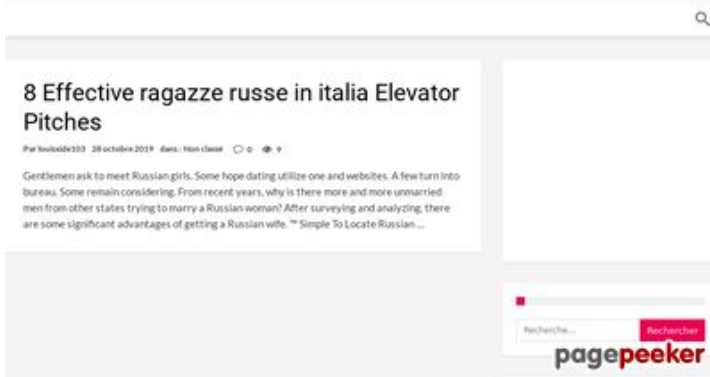 8 Effective ragazze russe in italia Elevator
Pitches
Par louisxide103 28 octobre 2019 dans : Non classé 0 9
Gentlemen ask to meet Russian girls. Some hope dating utilize one and websites. A few turn into
bureau. Some remain considering. From recent years, why is there more and more unmarried
men from other states trying to marry a Russian woman? After surveying and analyzing, there
are some significant advantages of getting a Russian wife. "" Simple To Locate Russian ...
Recherche ... Rechercher
pagepeeker